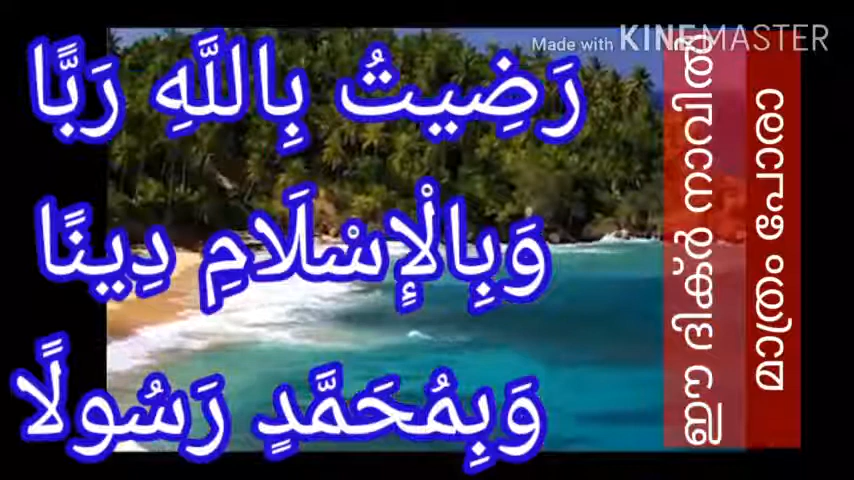 Made with KINEMASTER
رَضِيتُ بِاللَّهِ رَبًّا
وَبِالْإِسْلَامِ دِينًا
وَبِمُحَمَّدٍ رَسُولًا
ഈ ദിക്ർ നാവിൽ
മാത്രം പോരാ